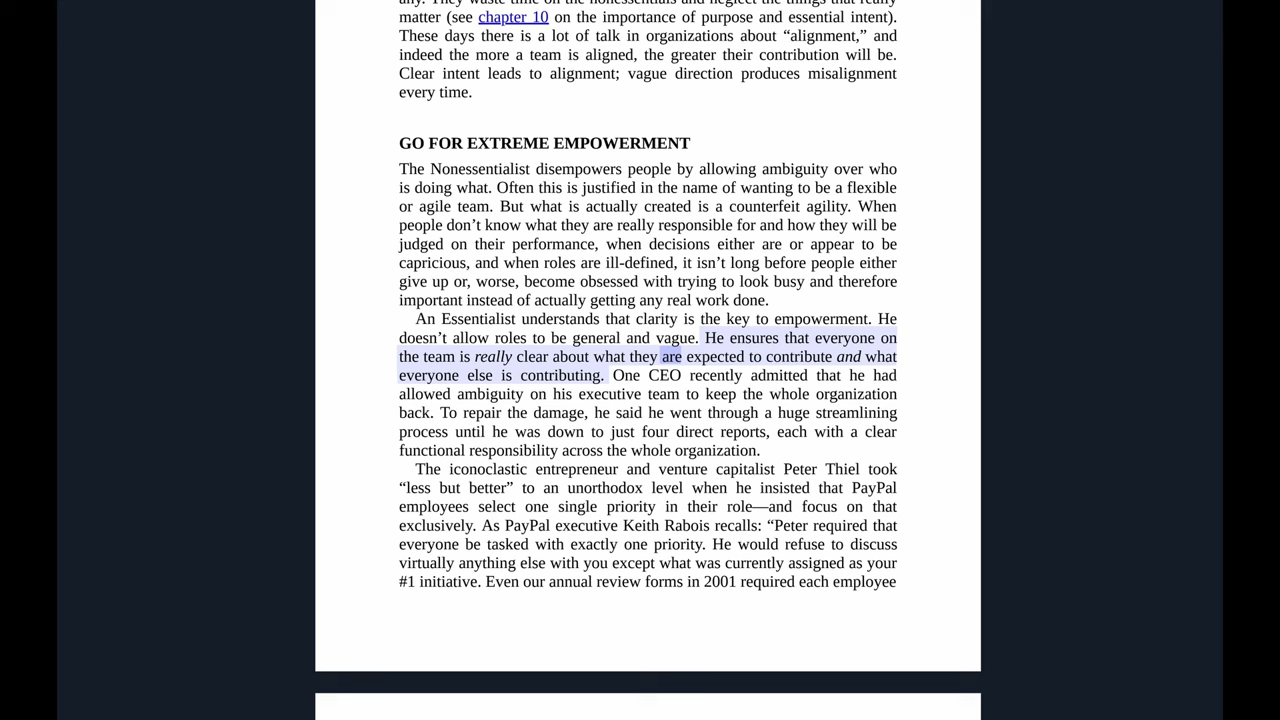 any. They waste time on the nonessentials and neglect the things that really
matter (see chapter 10 on the importance of purpose and essential intent).
These days there is a lot of talk in organizations about “alignment,” and
indeed the more a team is aligned, the greater their contribution will be.
Clear intent leads to alignment; vague direction produces misalignment
every time.
GO FOR EXTREME EMPOWERMENT
The Nonessentialist disempowers people by allowing ambiguity over who
is doing what. Often this is justified in the name of wanting to be a flexible
or agile team. But what is actually created is a counterfeit agility. When
people don’t know what they are really responsible for and how they will be
judged on their performance, when decisions either are or appear to be
capricious, and when roles are ill-defined, it isn’t long before people either
give up or, worse, become obsessed with trying to look busy and therefore
important instead of actually getting any real work done.
An Essentialist understands that clarity is the key to empowerment. He
doesn’t allow roles to be general and vague. He ensures that everyone on
the team is really clear about what they are expected to contribute and what
everyone else is contributing. One CEO recently admitted that he had
allowed ambiguity on his executive team to keep the whole organization
back. To repair the damage, he said he went through a huge streamlining
process until he was down to just four direct reports, each with a clear
functional responsibility across the whole organization.
The iconoclastic entrepreneur and venture capitalist Peter Thiel took
“less but better” to an unorthodox level when he insisted that PayPal
employees select one single priority in their role—and focus on that
exclusively. As PayPal executive Keith Rabois recalls: “Peter required that
everyone be tasked with exactly one priority. He would refuse to discuss
virtually anything else with you except what was currently assigned as your
#1 initiative. Even our annual review forms in 2001 required each employee